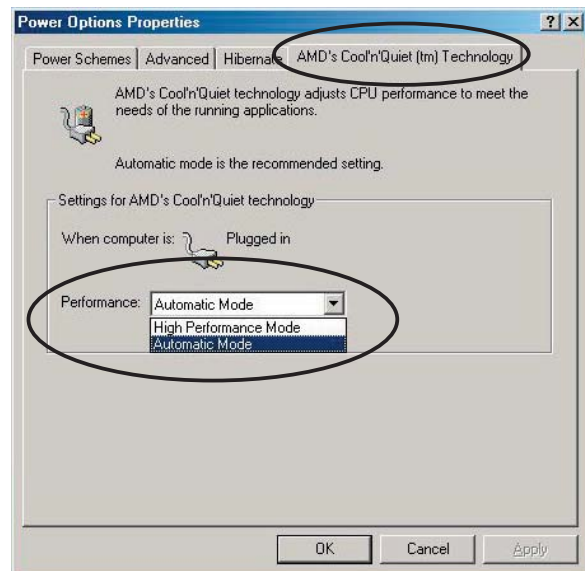 Power Options Properties
Power Schemes
Advanced
Hibernate
AMD's Cool'n'Quiet (tm) Technology
AMD's Cool'n'Quiet technology adjusts CPU performance to meet the
needs of the running applications.
Automatic mode is the recommended setting.
Settings for AMD's Cool'n'Quiet technology
When computer is:
Plugged in
Performance:
Automatic Mode
High Performance Mode
Automatic Mode
OK
Cancel
Apply